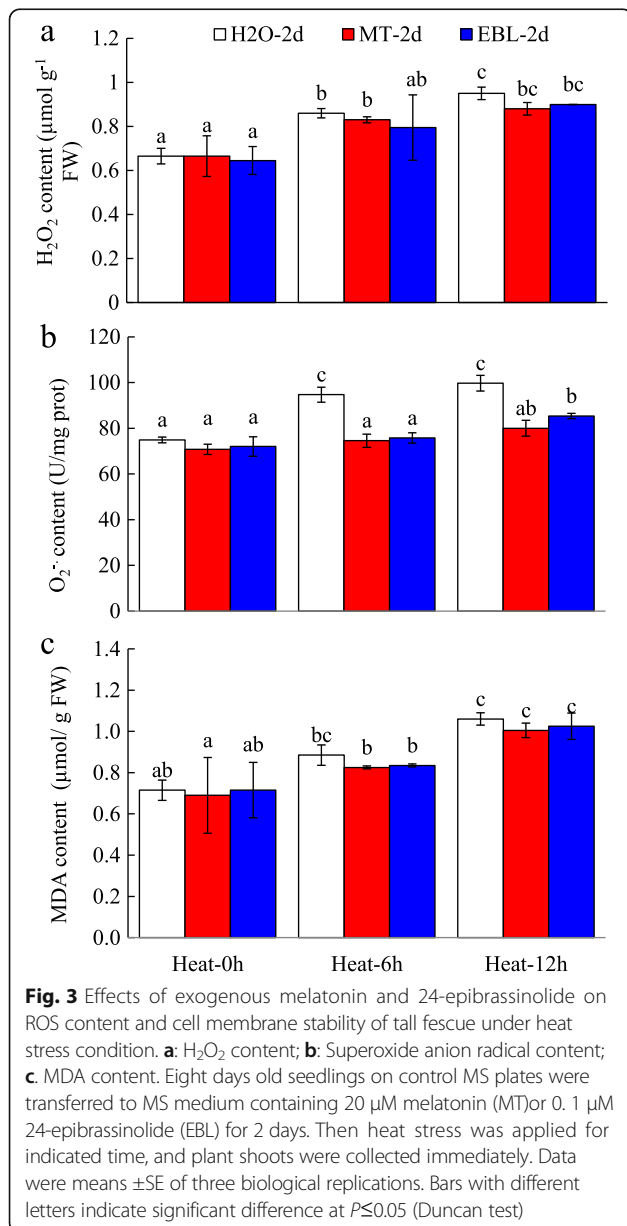 a
H2O-2d MT-2d EBL-2d
1.2
1
0.8
0.6
0.4
0.2
0
H₂O₂ content (µmol g⁻¹
FW)
a a a b b ab c bc bc
b
120
100
80
60
40
20
0
O₂⁻· content (U/mg prot)
a a a c a a c ab b
c
1.4
1.2
1.0
0.8
0.6
0.4
0.2
0.0
MDA content (µmol/ g FW)
ab a ab bc b b c c c
Heat-0h Heat-6h Heat-12h
Fig. 3 Effects of exogenous melatonin and 24-epibrassinolide on
ROS content and cell membrane stability of tall fescue under heat
stress condition. a: H₂O₂ content; b: Superoxide anion radical content;
c. MDA content. Eight days old seedlings on control MS plates were
transferred to MS medium containing 20 µM melatonin (MT)or 0. 1 µM
24-epibrassinolide (EBL) for 2 days. Then heat stress was applied for
indicated time, and plant shoots were collected immediately. Data
were means ±SE of three biological replications. Bars with different
letters indicate significant difference at P≤0.05 (Duncan test)